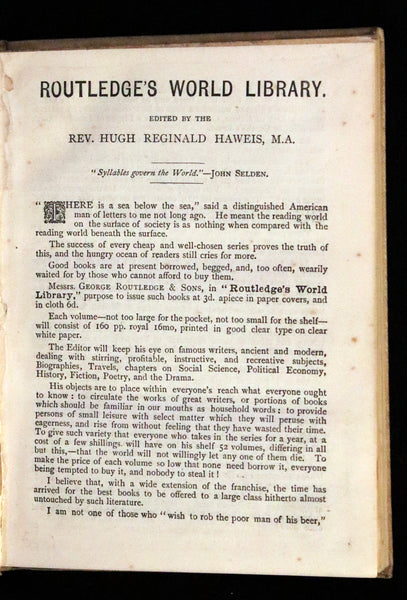 ROUTLEDGE'S WORLD LIBRARY.
EDITED BY THE
REV. HUGH REGINALD HAWEIS, M.A.
"Syllables govern the World."—JOHN SELDEN.
"THERE is a sea below the sea," said a distinguished American
man of letters to me not long ago. He meant the reading world
on the surface of society is as nothing when compared with the
reading world beneath the surface.
The success of every cheap and well-chosen series proves the truth of
this, and the hungry ocean of readers still cries for more.
Good books are at present borrowed, begged, and, too often, wearily
waited for by those who cannot afford to buy them.
Messrs. GEORGE ROUTLEDGE & SONS, in "Routledge's World
Library," purpose to issue such books at 3d. apiece in paper covers, and
in cloth 6d.
Each volume—not too large for the pocket, not too small for the shelf—
will consist of 160 pp. royal 16mo, printed in good clear type on clear
white paper.
The Editor will keep his eye on famous writers, ancient and modern,
dealing with stirring, profitable, instructive, and recreative subjects,
Biographies, Travels, chapters on Social Science, Political Economy,
History, Fiction, Poetry, and the Drama.
His objects are to place within everyone's reach what everyone ought
to know: to circulate the works of great writers, or portions of books
which should be familiar in our mouths as household words; to provide
persons of small leisure with select matter which they will peruse with
eagerness, and rise from without feeling that they have wasted their time.
To give such variety that everyone who takes in the series for a year, at a
cost of a few shillings, will have on his shelf 52 volumes, differing in all
but this,—that the world will not willingly let any one of them die. To
make the price of each volume so low that none need borrow it, everyone
being tempted to buy it, and nobody to steal it!
I believe that, with a wide extension of the franchise, the time has
arrived for the best books to be offered to a large class hitherto almost
untouched by such literature.
I am not one of those who "wish to rob the poor man of his beer,"